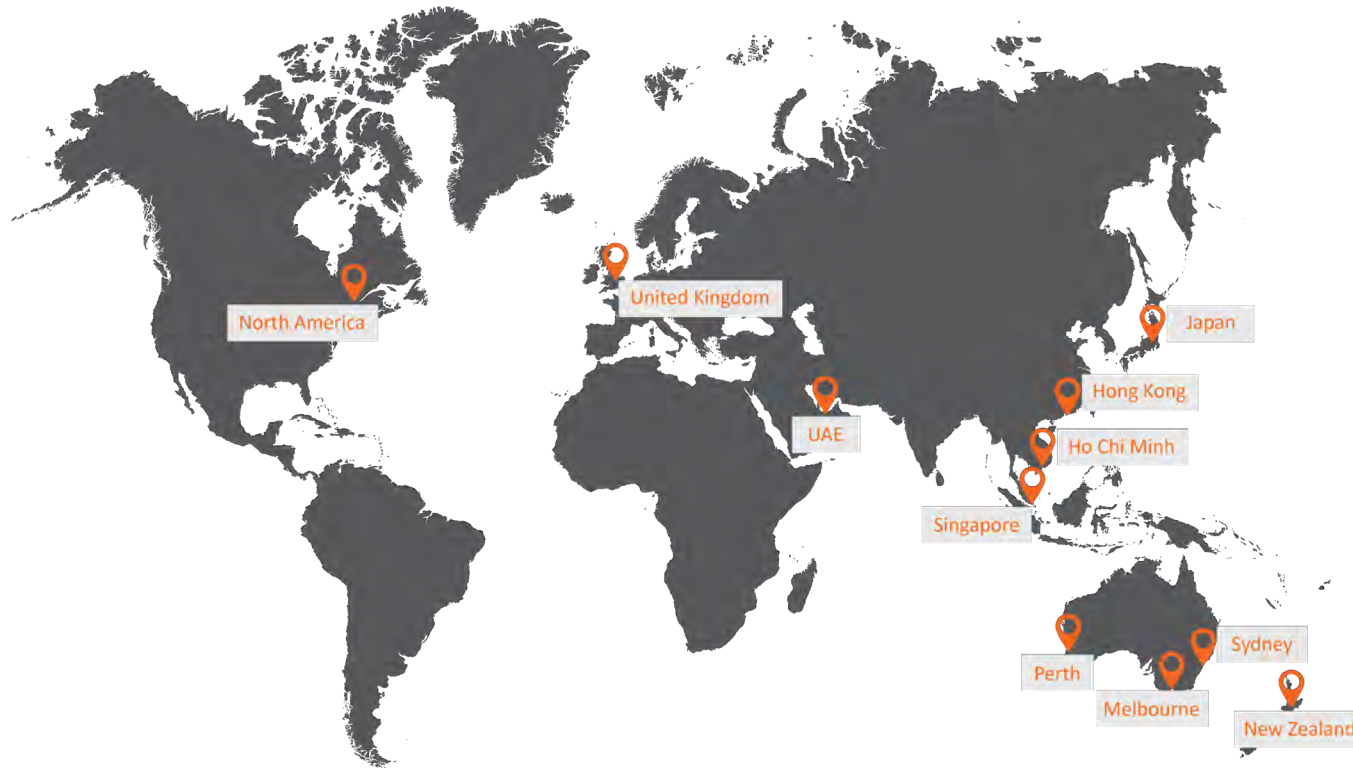 United Kingdom
North America
Japan
Hong Kong
UAE
Ho Chi Minh
Singapore
Sydney
Perth
Melbourne
New Zealand